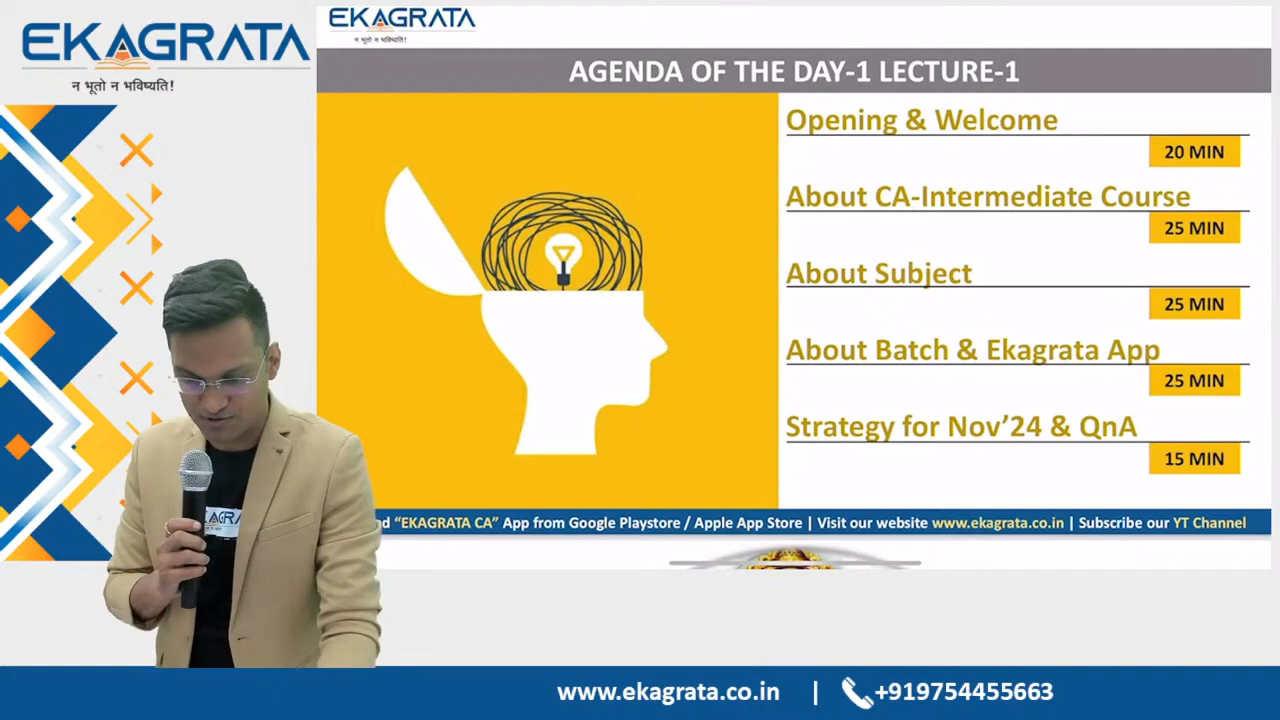 EKAGRATA
न भूतो न भविष्यति!
EKAGRATA
न भूतो न भविष्यति!
AGENDA OF THE DAY-1 LECTURE-1
Opening & Welcome
20 MIN
About CA-Intermediate Course
25 MIN
About Subject
25 MIN
About Batch & Ekagrata App
25 MIN
Strategy for Nov’24 & QnA
15 MIN
“EKAGRATA CA” App from Google Playstore / Apple App Store | Visit our website www.ekagrata.co.in | Subscribe our YT Channel
www.ekagrata.co.in | +919754455663